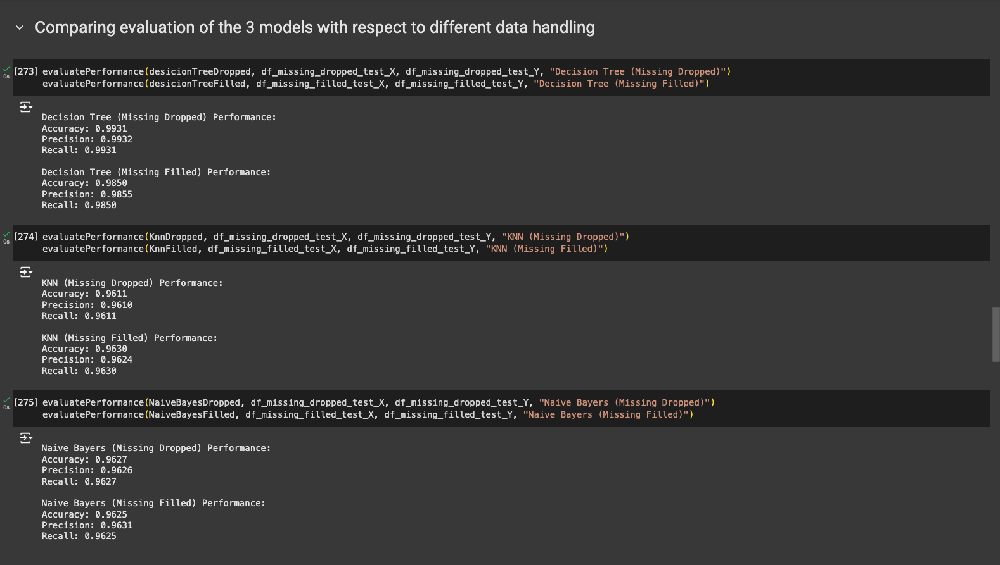 Comparing evaluation of the 3 models with respect to different data handling
[273] evaluatePerformance(desicionTreeDropped, df_missing_dropped_test_X, df_missing_dropped_test_Y, "Decision Tree (Missing Dropped)")
0s
evaluatePerformance(desicionTreeFilled, df_missing_filled_test_X, df_missing_filled_test_Y, "Decision Tree (Missing Filled)")
Decision Tree (Missing Dropped) Performance:
Accuracy: 0.9931
Precision: 0.9932
Recall: 0.9931
Decision Tree (Missing Filled) Performance:
Accuracy: 0.9850
Precision: 0.9855
Recall: 0.9850
[274] evaluatePerformance(KnnDropped, df_missing_dropped_test_X, df_missing_dropped_test_Y, "KNN (Missing Dropped)")
0s
evaluatePerformance(KnnFilled, df_missing_filled_test_X, df_missing_filled_test_Y, "KNN (Missing Filled)")
KNN (Missing Dropped) Performance:
Accuracy: 0.9611
Precision: 0.9610
Recall: 0.9611
KNN (Missing Filled) Performance:
Accuracy: 0.9630
Precision: 0.9624
Recall: 0.9630
[275] evaluatePerformance(NaiveBayesDropped, df_missing_dropped_test_X, df_missing_dropped_test_Y, "Naive Bayers (Missing Dropped)")
0s
evaluatePerformance(NaiveBayesFilled, df_missing_filled_test_X, df_missing_filled_test_Y, "Naive Bayers (Missing Filled)")
Naive Bayers (Missing Dropped) Performance:
Accuracy: 0.9627
Precision: 0.9626
Recall: 0.9627
Naive Bayers (Missing Filled) Performance:
Accuracy: 0.9625
Precision: 0.9631
Recall: 0.9625